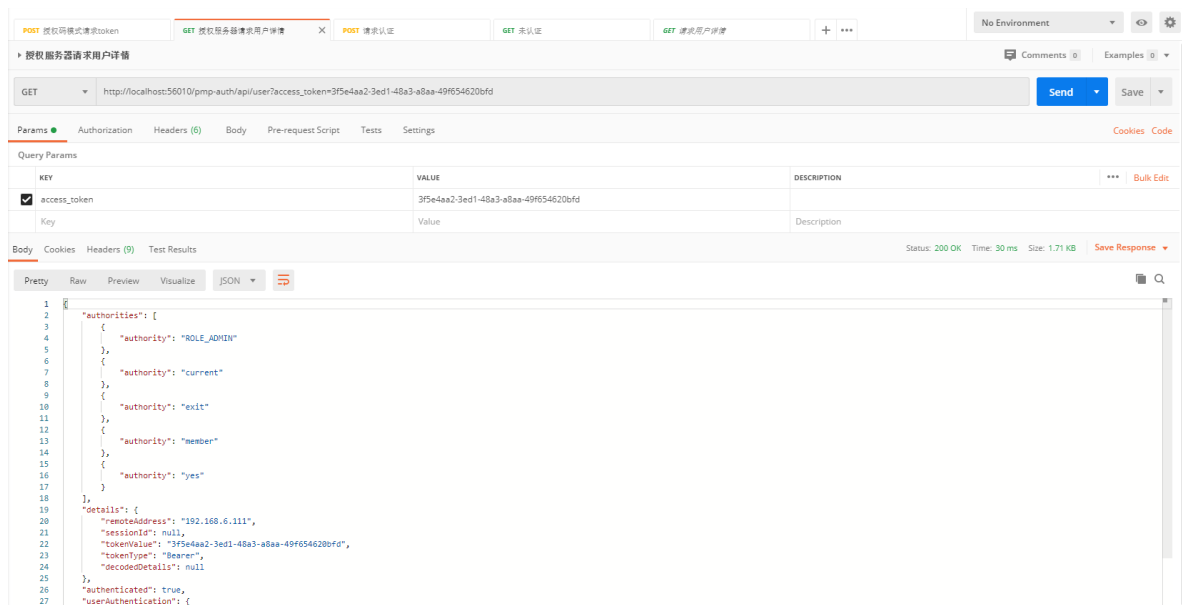 POST 授权码模式请求token GET 授权服务器请求用户详情 X POST 请求认证 GET 未认证 GET 请求用户详情 + ••• No Environment
授权服务器请求用户详情 Comments 0 Examples 0
GET http://localhost:56010/pmp-auth/api/user?access_token=3f5e4aa2-3ed1-48a3-a8aa-49f654620bfd Send Save
Params Authorization Headers (6) Body Pre-request Script Tests Settings Cookies Code
Query Params
KEY VALUE DESCRIPTION ••• Bulk Edit
access_token 3f5e4aa2-3ed1-48a3-a8aa-49f654620bfd
Key Value Description
Body Cookies Headers (9) Test Results Status: 200 OK Time: 30 ms Size: 1.71 KB Save Response
Pretty Raw Preview Visualize JSON
1 {
2 "authorities": [
3 {
4 "authority": "ROLE_ADMIN"
5 },
6 {
7 "authority": "current"
8 },
9 {
10 "authority": "exit"
11 },
12 {
13 "authority": "member"
14 },
15 {
16 "authority": "yes"
17 }
18 ],
19 "details": {
20 "remoteAddress": "192.168.6.111",
21 "sessionId": null,
22 "tokenValue": "3f5e4aa2-3ed1-48a3-a8aa-49f654620bfd",
23 "tokenType": "Bearer",
24 "decodedDetails": null
25 },
26 "authenticated": true,
27 "userAuthentication": {